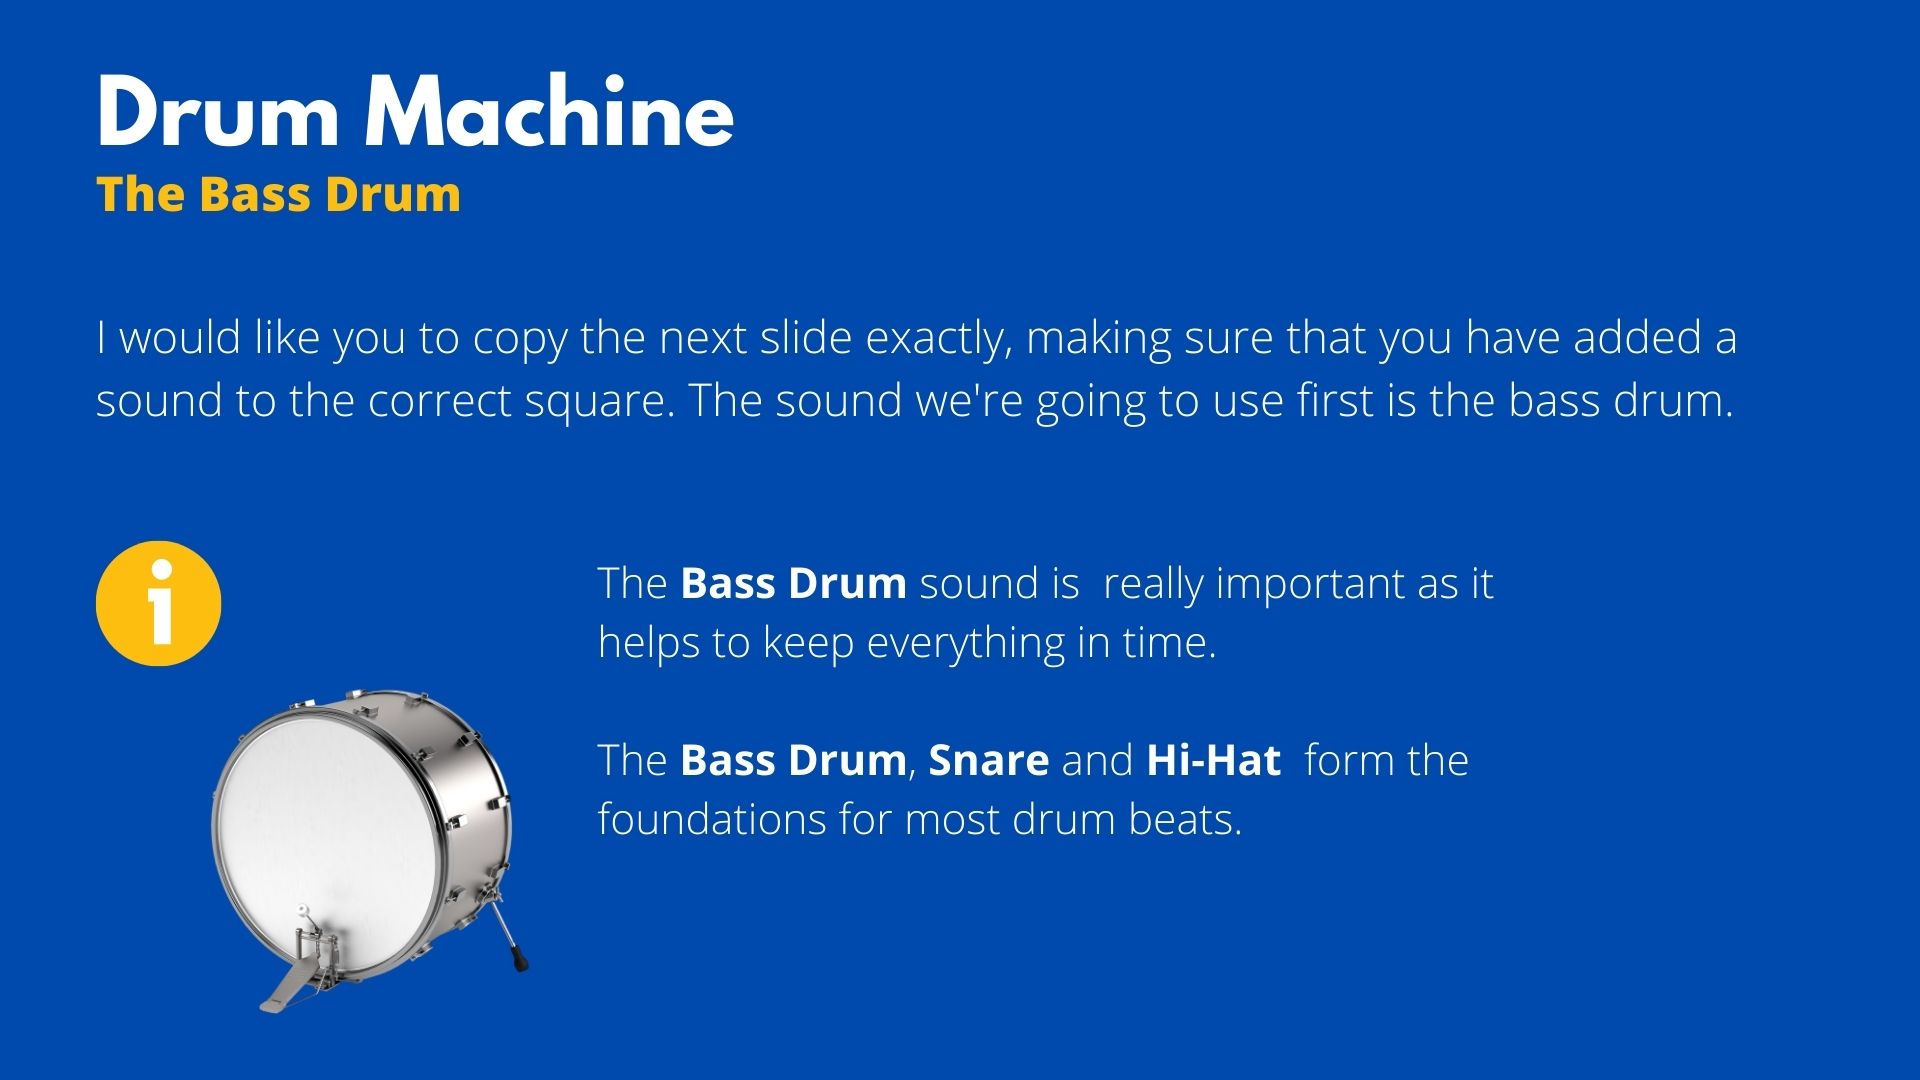 Drum Machine
The Bass Drum
I would like you to copy the next slide exactly, making sure that you have added a
sound to the correct square. The sound we're going to use first is the bass drum.
i
The Bass Drum sound is  really important as it
helps to keep everything in time.
The Bass Drum, Snare and Hi-Hat  form the
foundations for most drum beats.